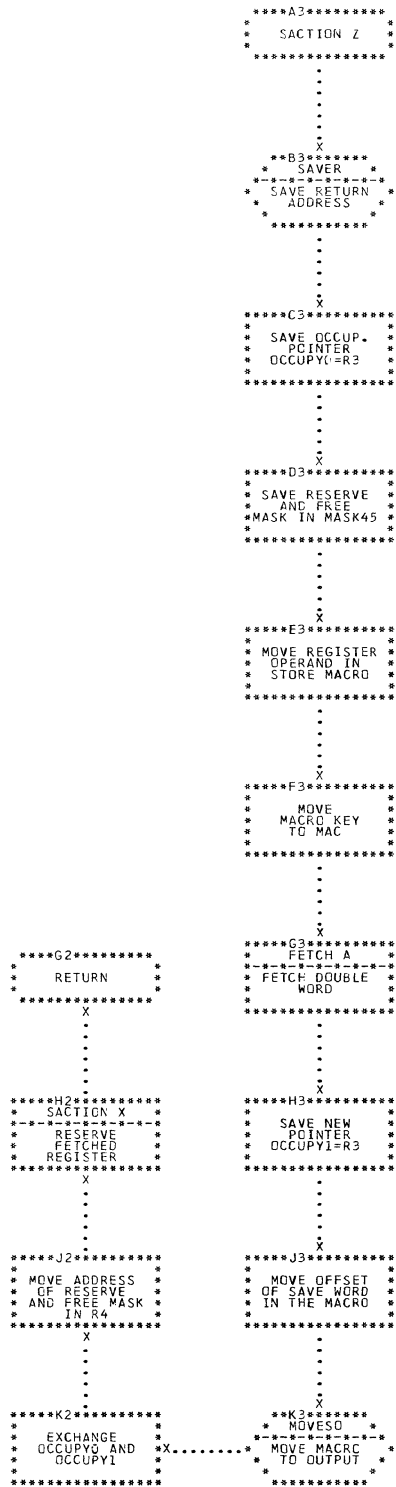 A3
SACTION Z
B3
SAVER
SAVE RETURN
ADDRESS
C3
SAVE OCCUP.
POINTER
OCCUPY0=R3
D3
SAVE RESERVE
AND FREE
MASK IN MASK45
E3
MOVE REGISTER
OPERAND IN
STORE MACRO
F3
MOVE
MACRO KEY
TO MAC
G3
FETCH A
FETCH DOUBLE
WORD
H3
SAVE NEW
POINTER
OCCUPY1=R3
J3
MOVE OFFSET
OF SAVE WORD
IN THE MACRO
K3
MOVESO
MOVE MACRO
TO OUTPUT
K2
EXCHANGE
OCCUPY0 AND
OCCUPY1
J2
MOVE ADDRESS
OF RESERVE
AND FREE MASK
IN R4
H2
SACTION X
RESERVE
FETCHED
REGISTER
G2
RETURN